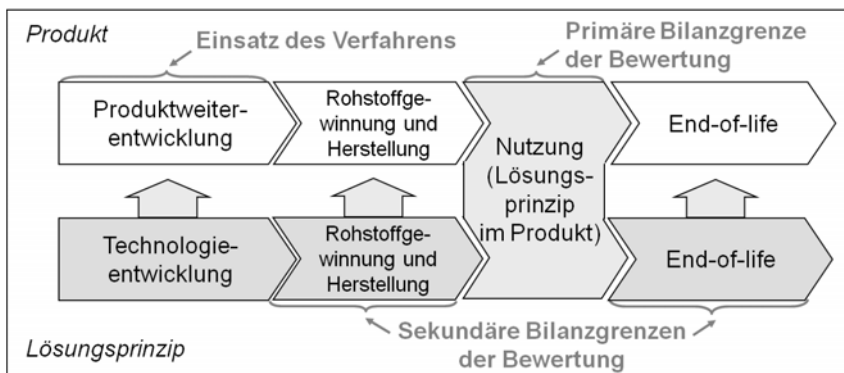 Produkt
Einsatz des Verfahrens
Primäre Bilanzgrenze
der Bewertung
Produktweiter-
entwicklung
Rohstoffge-
winnung und
Herstellung
Nutzung
(Lösungs-
prinzip
im Produkt)
End-of-life
Technologie-
entwicklung
Rohstoffge-
winnung und
Herstellung
End-of-life
Sekundäre Bilanzgrenzen
der Bewertung
Lösungsprinzip